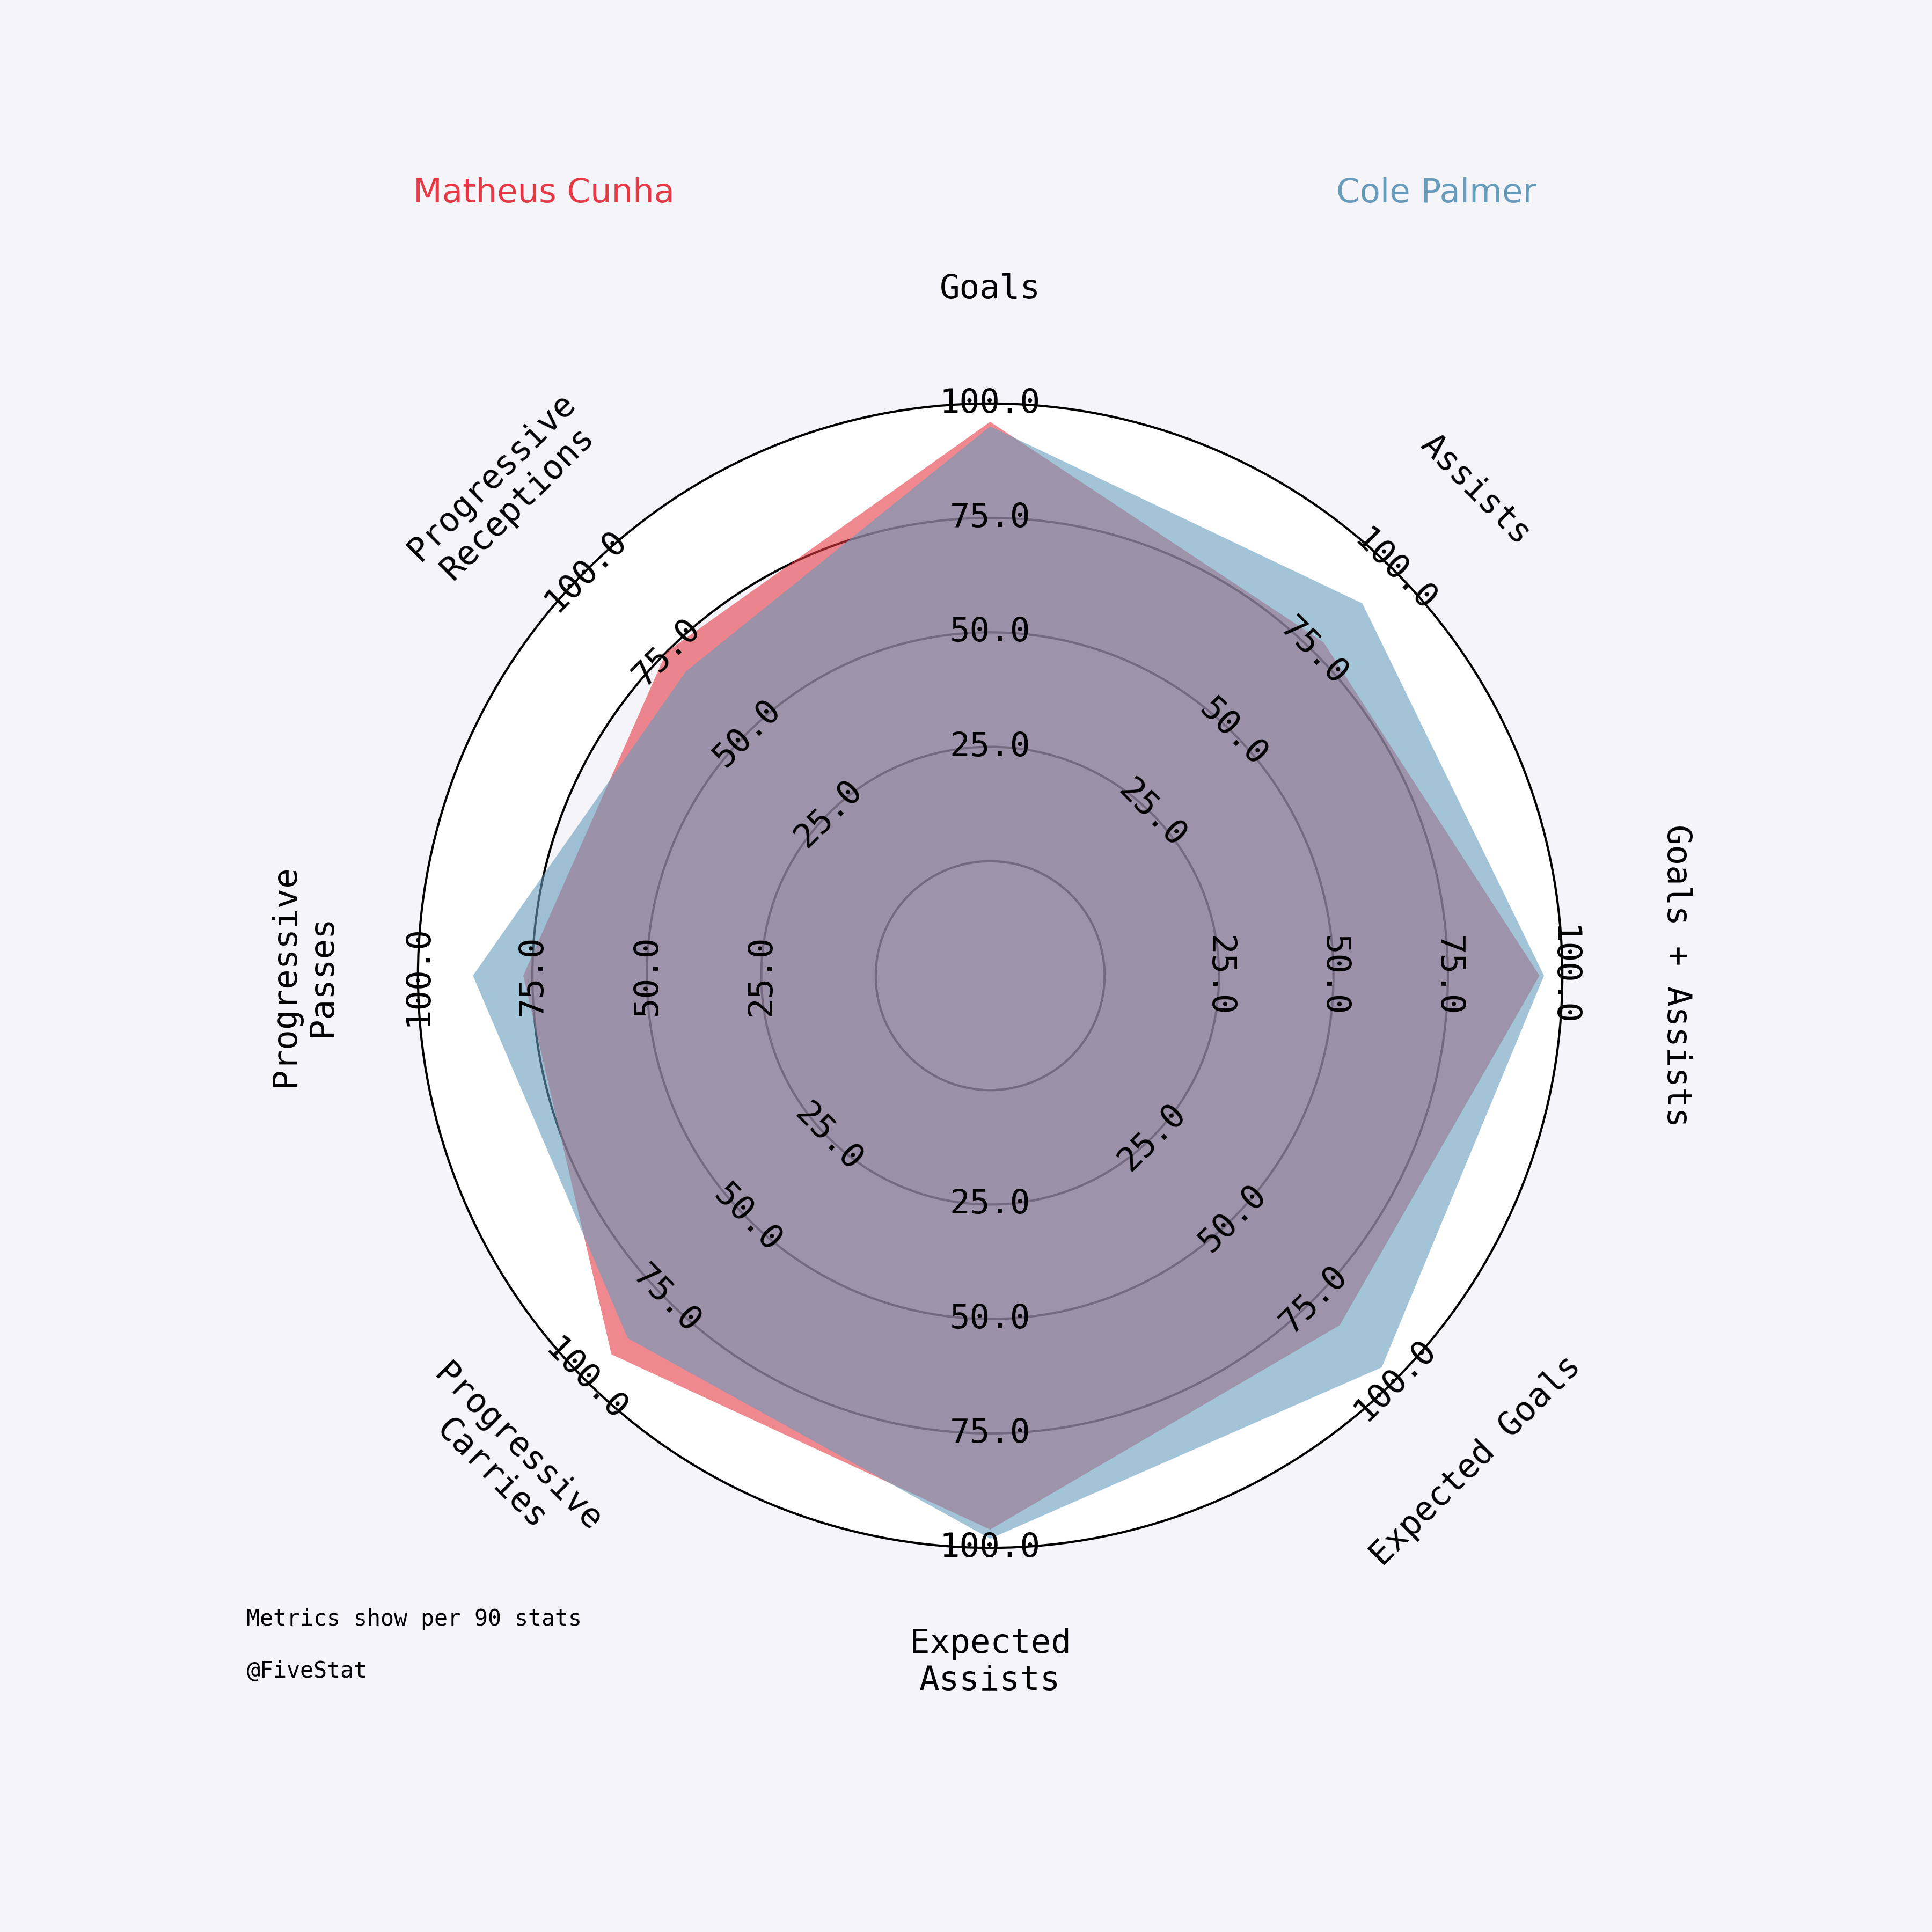 Matheus Cunha
Cole Palmer
Goals
Assists
Goals + Assists
Expected Goals
Expected
Assists
Progressive
Carries
Progressive
Passes
Progressive
Receptions
25.0
50.0
75.0
100.0
25.0
50.0
75.0
100.0
25.0
50.0
75.0
100.0
25.0
50.0
75.0
100.0
25.0
50.0
75.0
100.0
25.0
50.0
75.0
100.0
25.0
50.0
75.0
100.0
25.0
50.0
75.0
100.0
Metrics show per 90 stats
@FiveStat